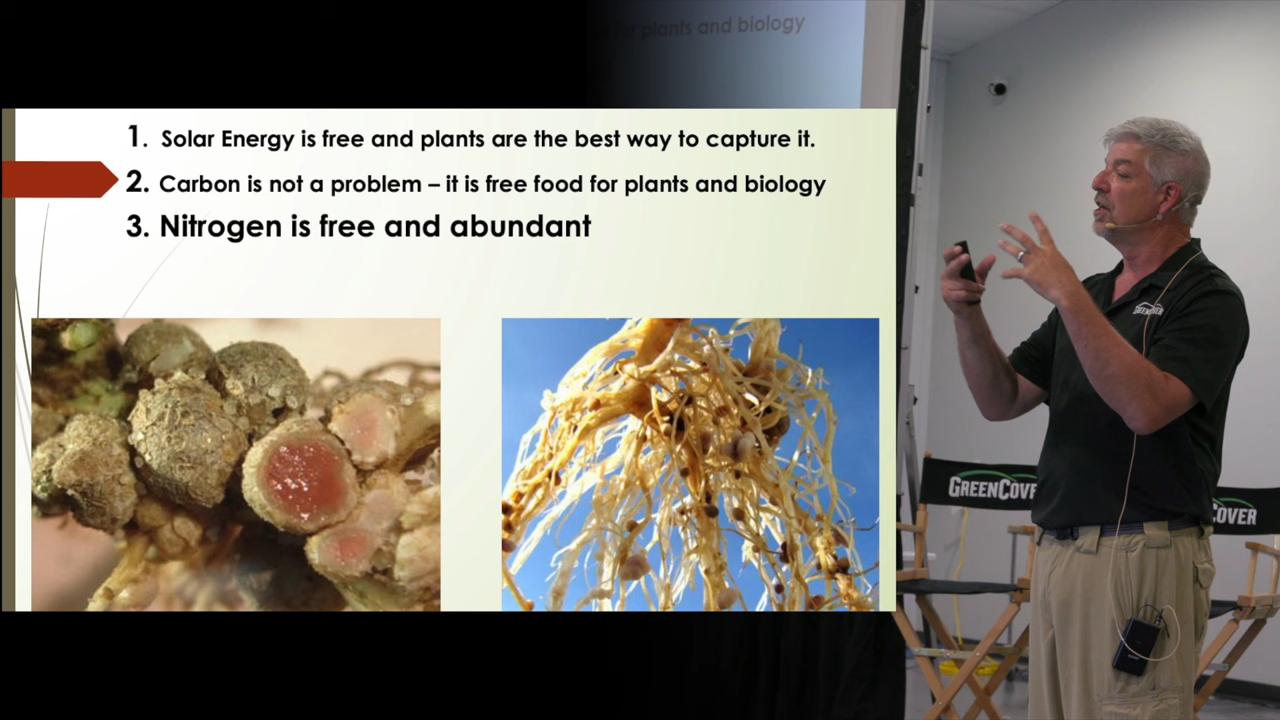 for plants and biology
1. Solar Energy is free and plants are the best way to capture it.
2. Carbon is not a problem – it is free food for plants and biology
3. Nitrogen is free and abundant
GREENCOVE
COVER